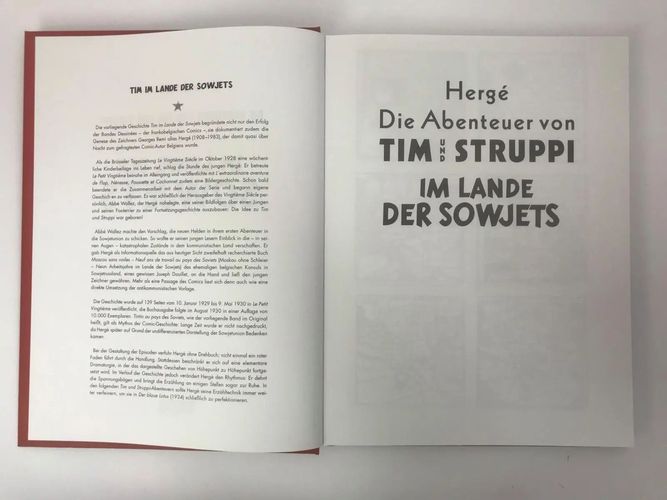 TIM IM LANDE DER SOWJETS
Die vorliegende Geschichte Tim im Lande der Sowjets begründete nicht nur den Erfolg
der Bandes Dessinées – der frankobelgischen Comics –, sie dokumentiert zudem die
Genese des Zeichners Georges Remi alias Hergé (1908–1983), der damit quasi über
Nacht zum gefragtesten Comic-Autor Belgiens wurde.
Als die Brüsseler Tageszeitung Le Vingtième Siècle im Oktober 1928 eine wöchent-
liche Kinderbeilage ins Leben rief, schlug die Stunde des jungen Hergé: Er betreute
Le Petit Vingtième beinahe im Alleingang und veröffentlichte mit L'extraordinaire aventure
de Flup, Nénesse, Poussette et Cochonnet zudem eine Bildergeschichte. Schon bald
beendete er die Zusammenarbeit mit dem Autor der Serie und begann eigene
Geschichten zu verfassen. Es war schließlich der Herausgeber des Vingtième Siècle per-
sönlich, Abbé Wallez, der Hergé nahelegte, eine seiner Bildfolgen über einen Jungen
und seinen Foxterrier zu einer Fortsetzungsgeschichte auszubauen: Die Idee zu Tim
und Struppi war geboren!
Abbé Wallez machte den Vorschlag, die neuen Helden in ihrem ersten Abenteuer in
die Sowjetunion zu schicken. So wollte er seinen jungen Lesern Einblick in die – in sei-
nen Augen – katastrophalen Zustände in dem kommunistischen Land verschaffen. Er
gab Hergé als Informationsquelle das aus heutiger Sicht zweifelhaft recherchierte Buch
Moscou sans voiles – Neuf ans de travail au pays des Soviets (Moskau ohne Schleier
– Neun Arbeitsjahre im Lande der Sowjets) des ehemaligen belgischen Konsuls in
Sowjetrussland, eines gewissen Joseph Douillet, an die Hand und ließ den jungen
Zeichner gewähren. Mehr als eine Passage des Comics liest sich denn auch wie eine
direkte Umsetzung der antikommunistischen Vorlage.
Die Geschichte wurde auf 139 Seiten vom 10. Januar 1929 bis 9. Mai 1930 in Le Petit
Vingtième veröffentlicht, die Buchausgabe folgte im August 1930 in einer Auflage von
10.000 Exemplaren. Tintin au pays des Soviets, wie der vorliegende Band im Original
heißt, gilt als Mythos der Comic-Geschichte: Lange Zeit wurde er nicht nachgedruckt,
da Hergé später auf Grund der undifferenzierten Darstellung der Sowjetunion Bedenken
kamen.
Bei der Gestaltung der Episoden verfuhr Hergé ohne Drehbuch; nicht einmal ein roter
Faden führt durch die Handlung. Stattdessen beschränkt er sich auf eine elementare
Dramaturgie, in der das dargestellte Geschehen von Höhepunkt zu Höhepunkt fortge-
setzt wird. Im Verlauf der Geschichte jedoch verändert Hergé den Rhythmus: Er dehnt
die Spannungsbögen und bringt die Erzählung an einigen Stellen sogar zur Ruhe. In
den folgenden Tim und Struppi-Abenteuern sollte Hergé seine Erzähltechnik immer wei-
ter verfeinern, um sie in Der blaue Lotus (1934) schließlich zu perfektionieren.
Hergé
Die Abenteuer von
TIM UND STRUPPI
IM LANDE
DER SOWJETS